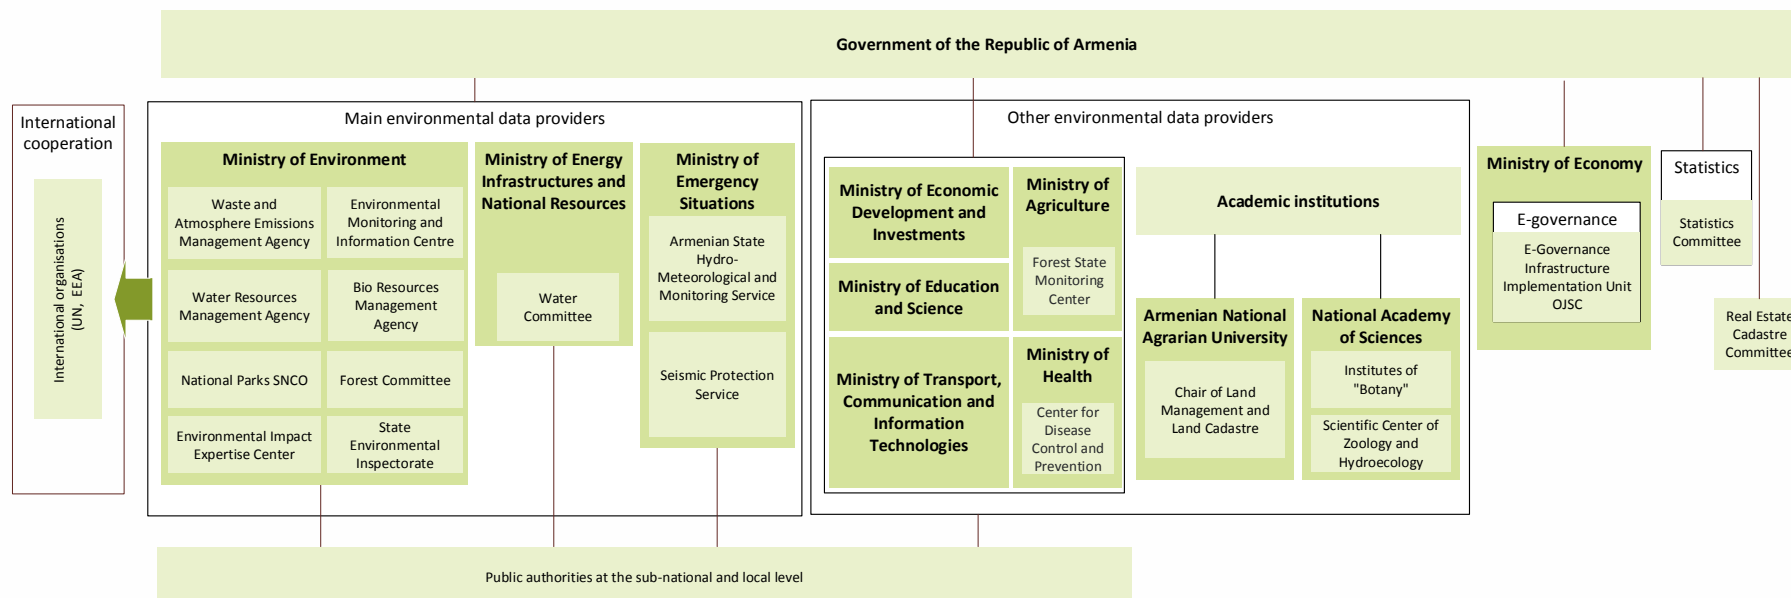 Government of the Republic of Armenia
International
cooperation
International organisations
(UN, EEA)
Main environmental data providers
Ministry of Environment
Waste and
Atmosphere Emissions
Management Agency
Environmental
Monitoring and
Information Centre
Water Resources
Management Agency
Bio Resources
Management
Agency
National Parks SNCO
Forest Committee
Environmental Impact
Expertise Center
State
Environmental
Inspectorate
Ministry of Energy
Infrastructures and
National Resources
Water
Committee
Ministry of
Emergency
Situations
Armenian State
Hydro-
Meteorological and
Monitoring Service
Seismic Protection
Service
Other environmental data providers
Ministry of Economic
Development and
Investments
Ministry of Education
and Science
Ministry of Transport,
Communication and
Information
Technologies
Ministry of
Agriculture
Forest State
Monitoring
Center
Ministry of
Health
Center for
Disease
Control and
Prevention
Academic institutions
Armenian National
Agrarian University
Chair of Land
Management and
Land Cadastre
National Academy
of Sciences
Institutes of
"Botany"
Scientific Center of
Zoology and
Hydroecology
Ministry of Economy
E-governance
E-Governance
Infrastructure
Implementation Unit
OJSC
Statistics
Statistics
Committee
Real Estate
Cadastre
Committee
Public authorities at the sub-national and local level